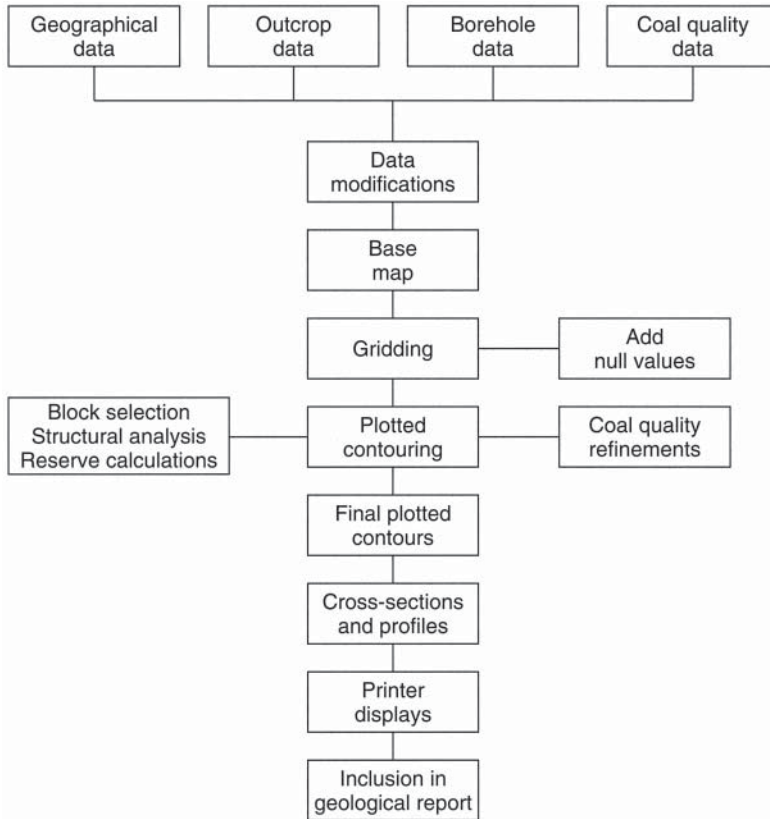 Geographical
data
Outcrop
data
Borehole
data
Coal quality
data
Data
modifications
Base
map
Gridding
Add
null values
Block selection
Structural analysis
Reserve calculations
Plotted
contouring
Coal quality
refinements
Final plotted
contours
Cross-sections
and profiles
Printer
displays
Inclusion in
geological report